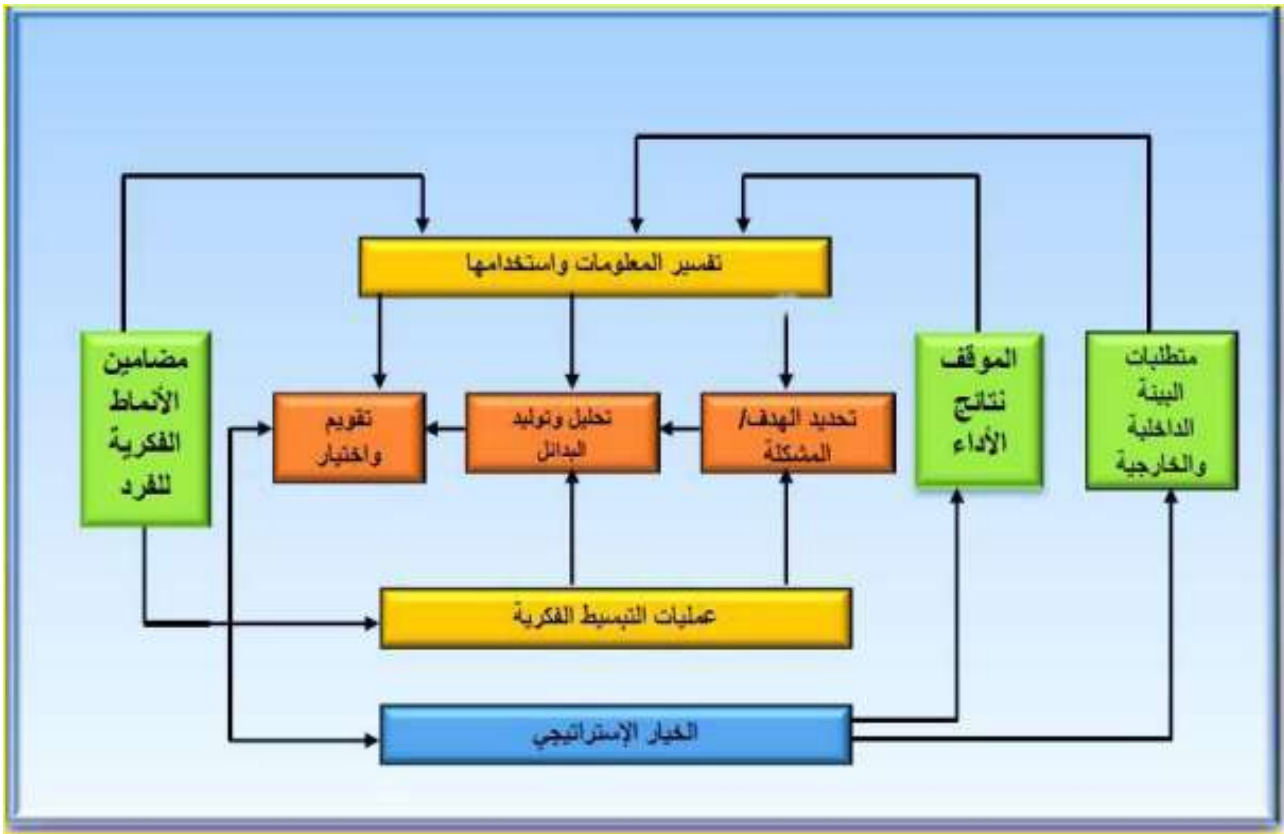 تفسير المعلومات واستخدامها
متطلبات
البيئة
الداخلية
والخارجية
الموقف
نتائج
الأداء
تحديد الهدف/
المشكلة
تحليل وتوليد
البدائل
تقويم
واختيار
مضامين
الأنماط
الفكرية
للفرد
عمليات التبسيط الفكرية
الخيار الإستراتيجي